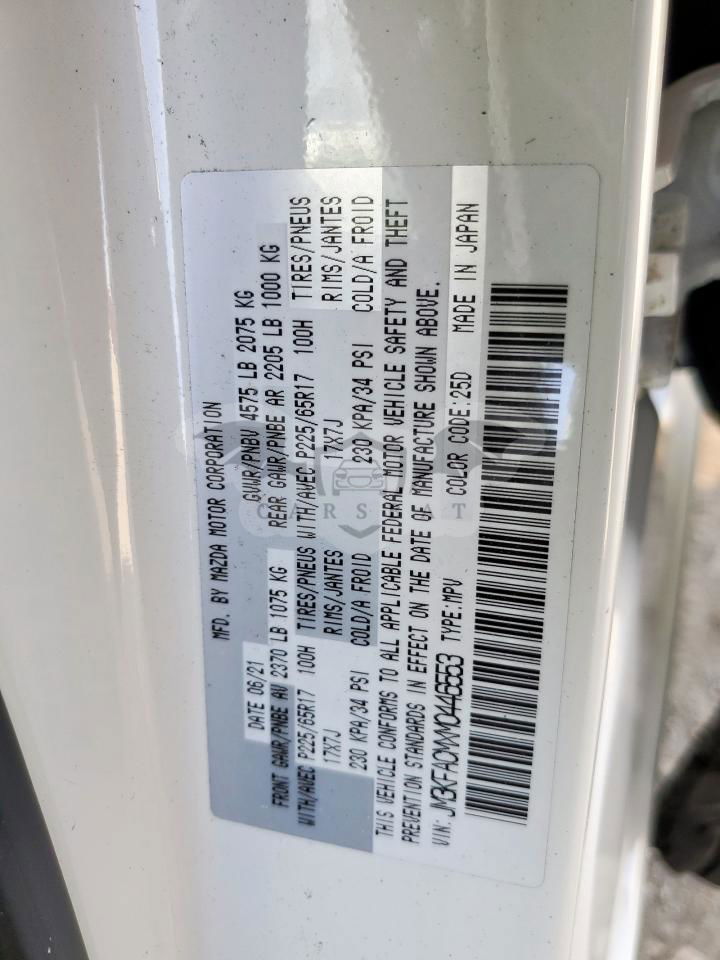 MFD. BY MAZDA MOTOR CORPORATION
DATE 06/21 GVWR/PNBV 4575 LB 2075 KG
FRONT GAWR/PNBE AV 2370 LB 1075 KG REAR GAWR/PNBE AR 2205 LB 1000 KG
WITH/AVEC P225/65R17 100H TIRES/PNEUS WITH/AVEC P225/65R17 100H TIRES/PNEUS
17X7J RIMS/JANTES 17X7J RIMS/JANTES
230 KPA/34 PSI COLD/A FROID 230 KPA/34 PSI COLD/A FROID
THIS VEHICLE CONFORMS TO ALL APPLICABLE FEDERAL MOTOR VEHICLE SAFETY AND THEFT
PREVENTION STANDARDS IN EFFECT ON THE DATE OF MANUFACTURE SHOWN ABOVE.
VIN: JM3KFACMXM0446553 TYPE:MPV COLOR CODE:25D MADE IN JAPAN